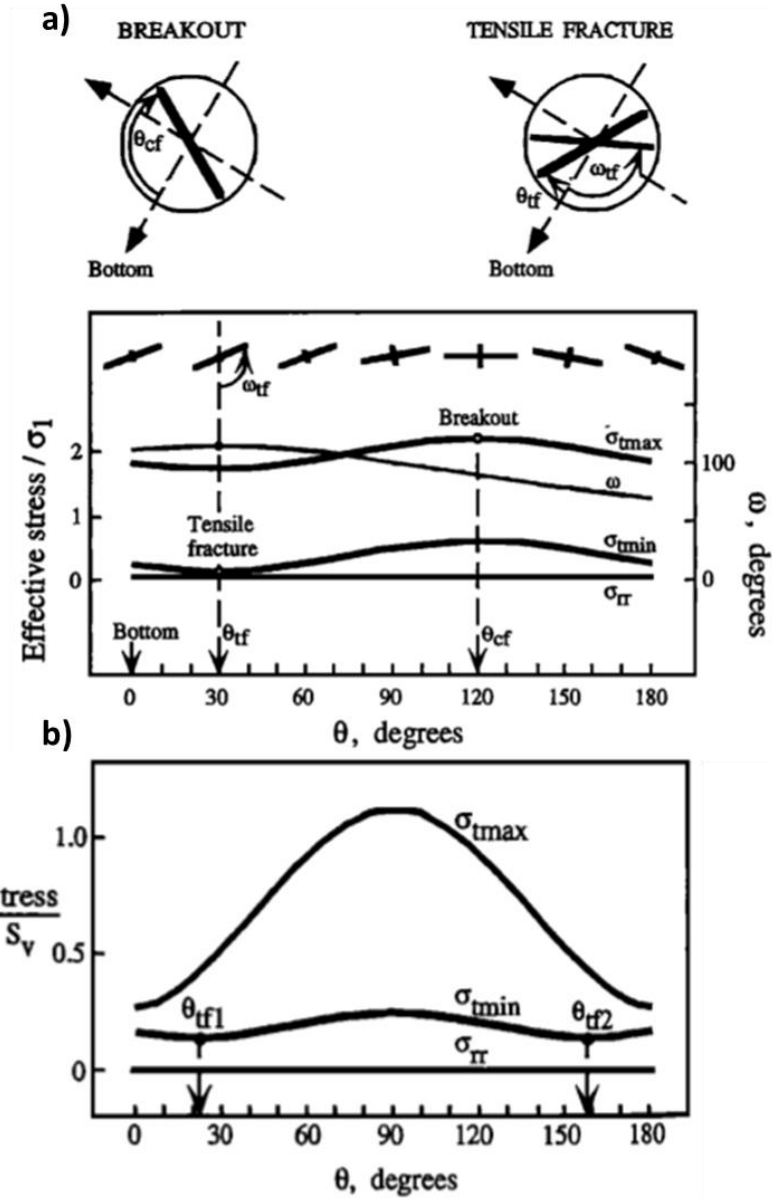 a)
BREAKOUT
TENSILE FRACTURE
θcf
ωtf
θtf
Bottom
Bottom
ωtf
Breakout
σtmax
ω
Tensile
fracture
σtmin
σrr
Bottom
θtf
θcf
Effective stress / σ1
2
1
0
100
0
ω, degrees
0 30 60 90 120 150 180
θ, degrees
b)
σtmax
1.0
tress
Sv
0.5
θtf1
σtmin
θtf2
σrr
0
0 30 60 90 120 150 180
θ, degrees